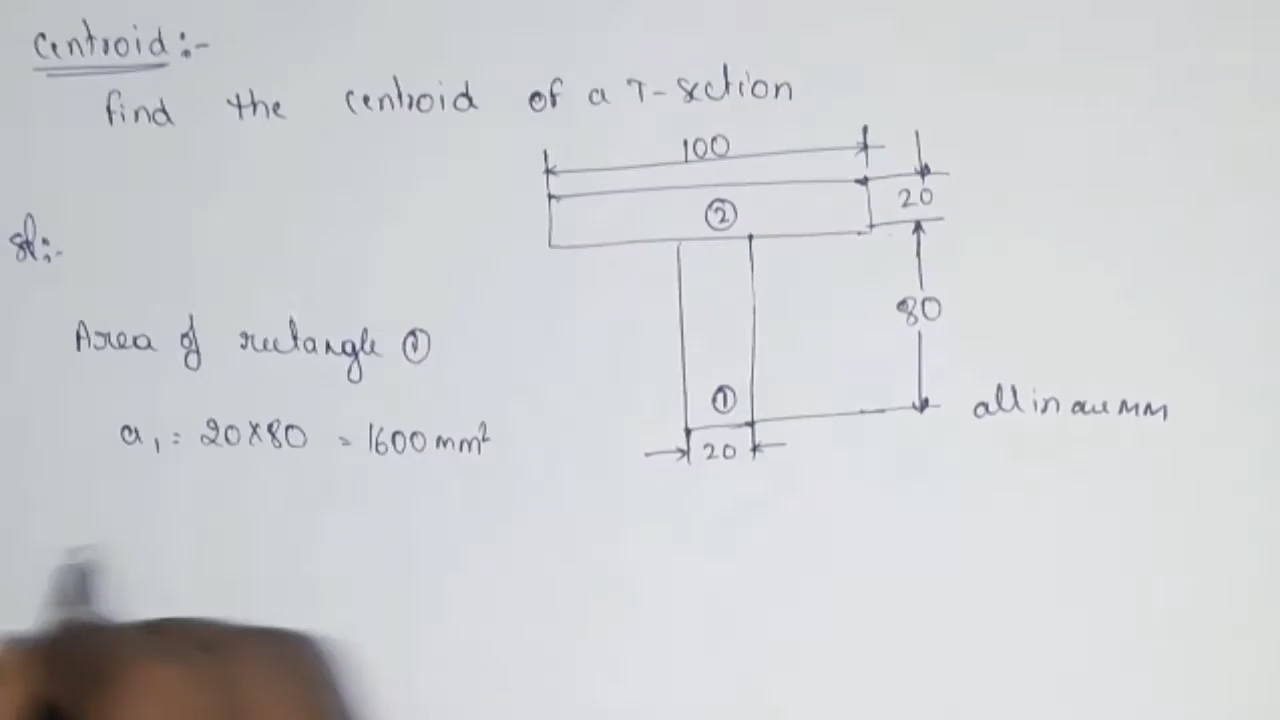 Centroid:-
find the centroid of a T-section
100
20
②
Sol:-
80
Area of rectangle ①
①
all in au MM
a₁ = 20×80 = 1600 mm²
20